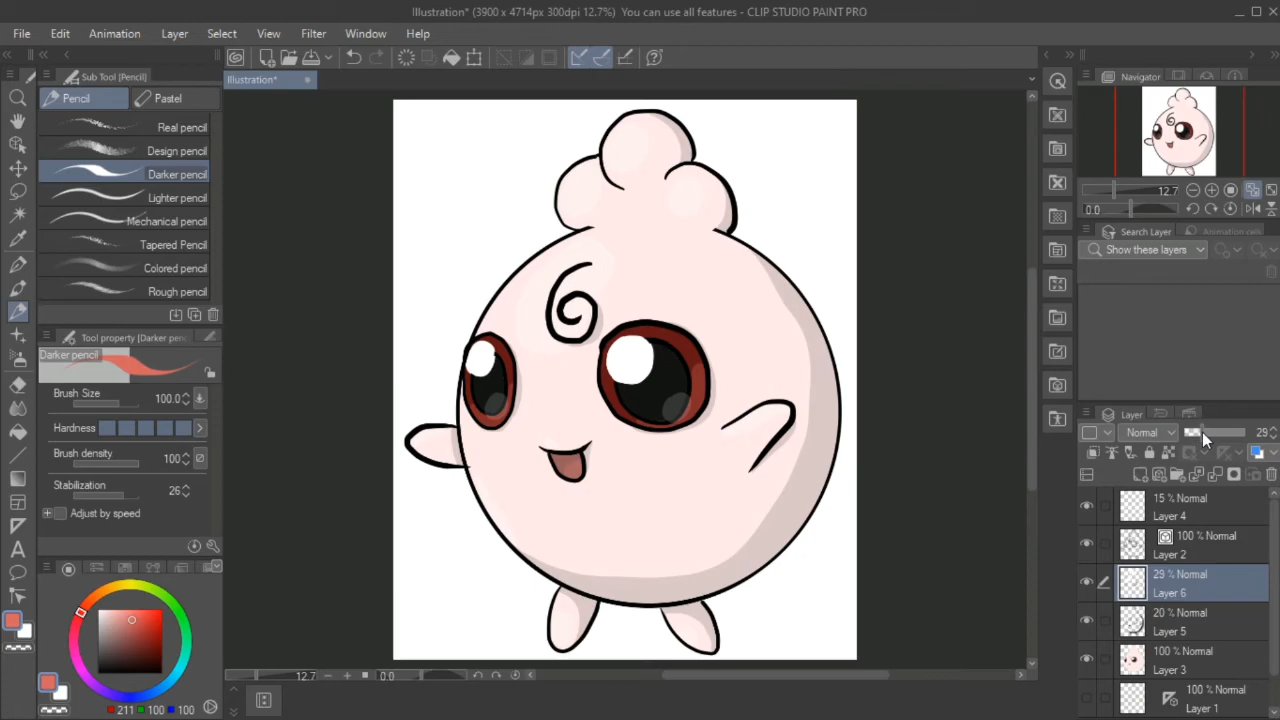 Illustration* (3900 x 4714px 300dpi 12.7%)  You can use all features - CLIP STUDIO PAINT PRO
File Edit Animation Layer Select View Filter Window Help
Illustration*
Sub Tool [Pencil]
Pencil Pastel
Real pencil
Design pencil
Darker pencil
Lighter pencil
Mechanical pencil
Tapered Pencil
Colored pencil
Rough pencil
Tool property [Darker penc
Darker pencil
Brush Size 100.0
Hardness
Brush density 100
Stabilization 26
Adjust by speed
211 100 100
12.7 0.0
Navigator
12.7
0.0
Search Layer Animation cels
Show these layers
Layer
Normal 29
15 % Normal
Layer 4
100 % Normal
Layer 2
29 % Normal
Layer 6
20 % Normal
Layer 5
100 % Normal
Layer 3
100 % Normal
Layer 1